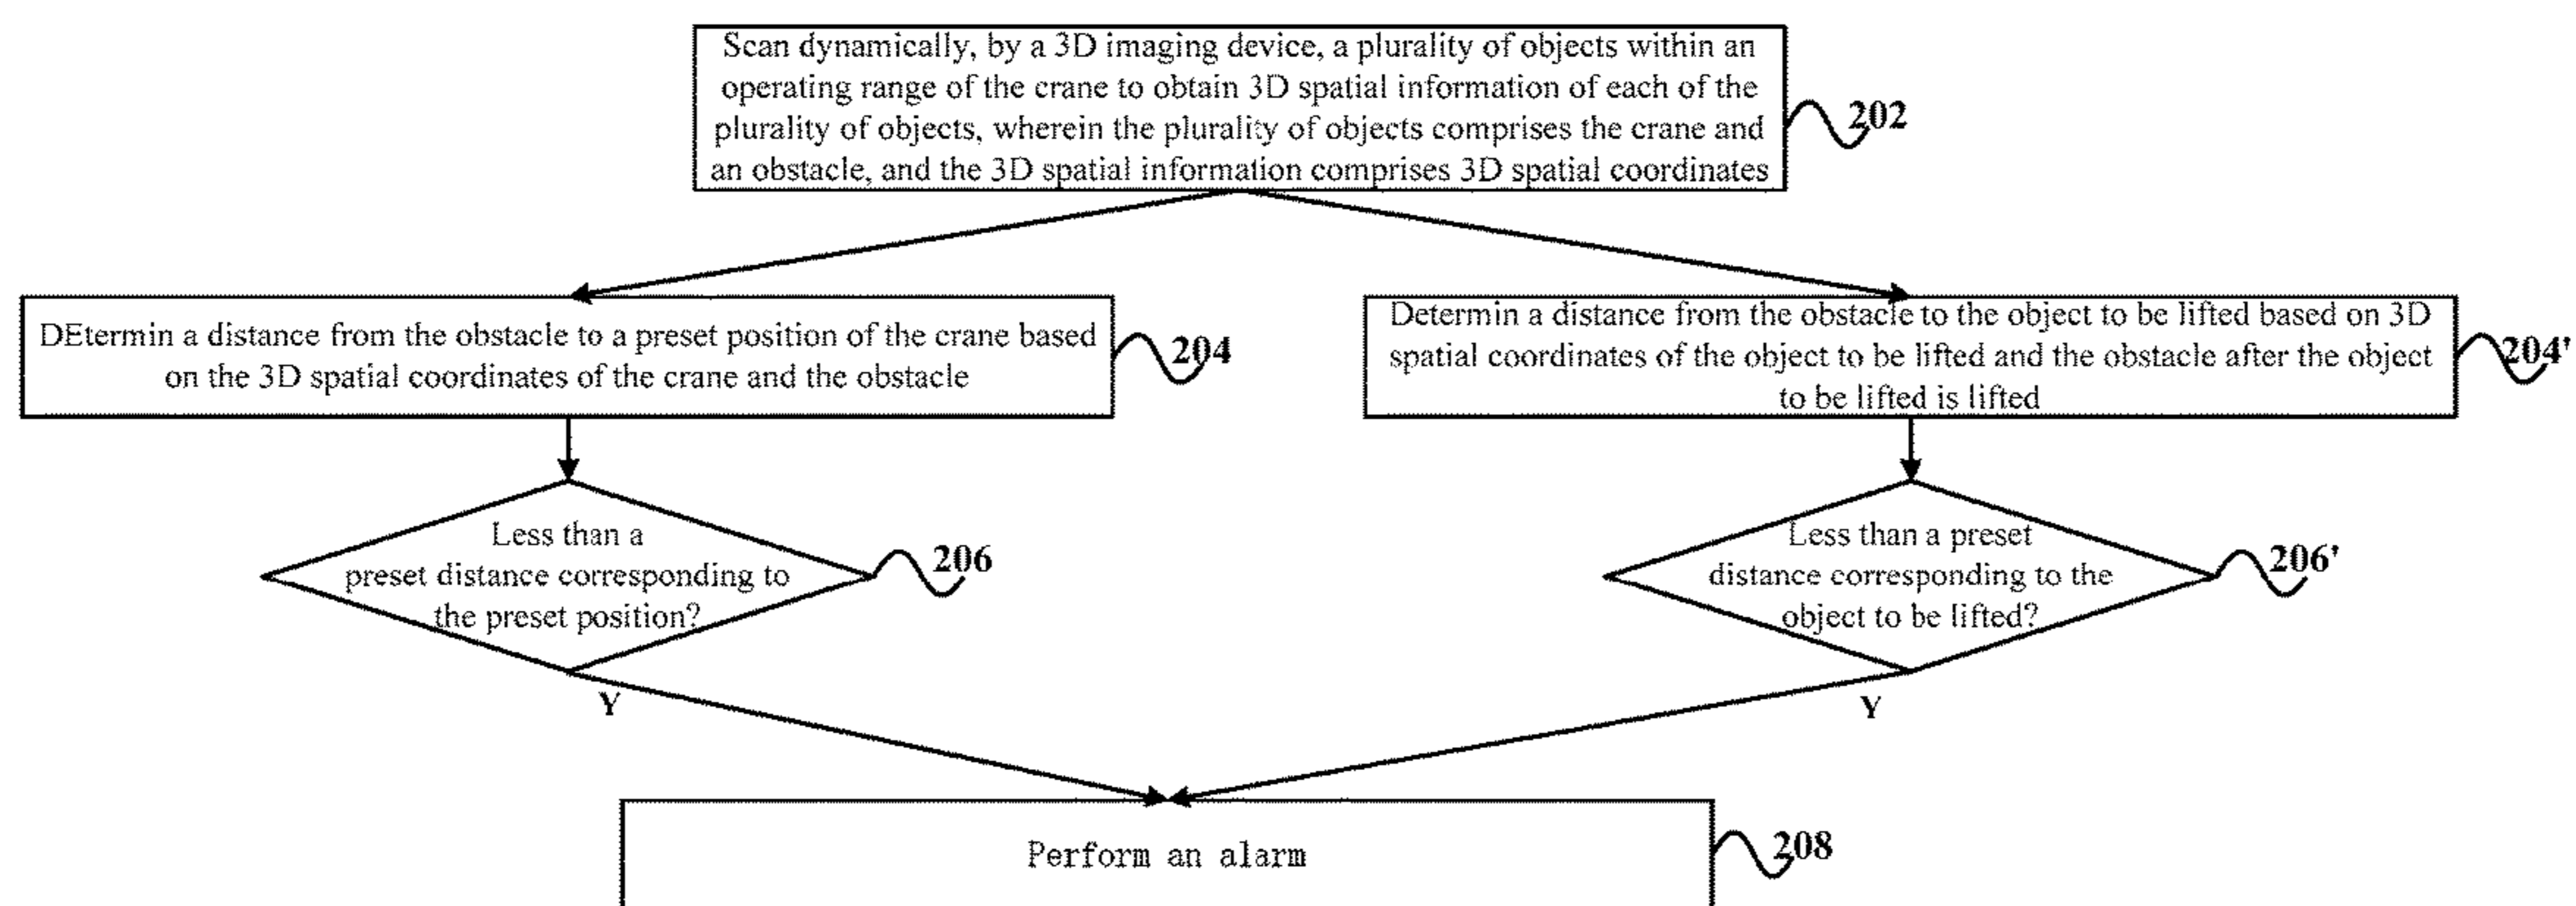 Scan dynamically, by a 3D imaging device, a plurality of objects within an
operating range of the crane to obtain 3D spatial information of each of the
plurality of objects, wherein the plurality of objects comprises the crane and
an obstacle, and the 3D spatial information comprises 3D spatial coordinates
202
DEtermin a distance from the obstacle to a preset position of the crane based
on the 3D spatial coordinates of the crane and the obstacle
204
Determin a distance from the obstacle to the object to be lifted based on 3D
spatial coordinates of the object to be lifted and the obstacle after the object
to be lifted is lifted
204'
Less than a
preset distance corresponding to
the preset position?
206
Less than a preset
distance corresponding to the
object to be lifted?
206'
Y
Y
Perform an alarm
208